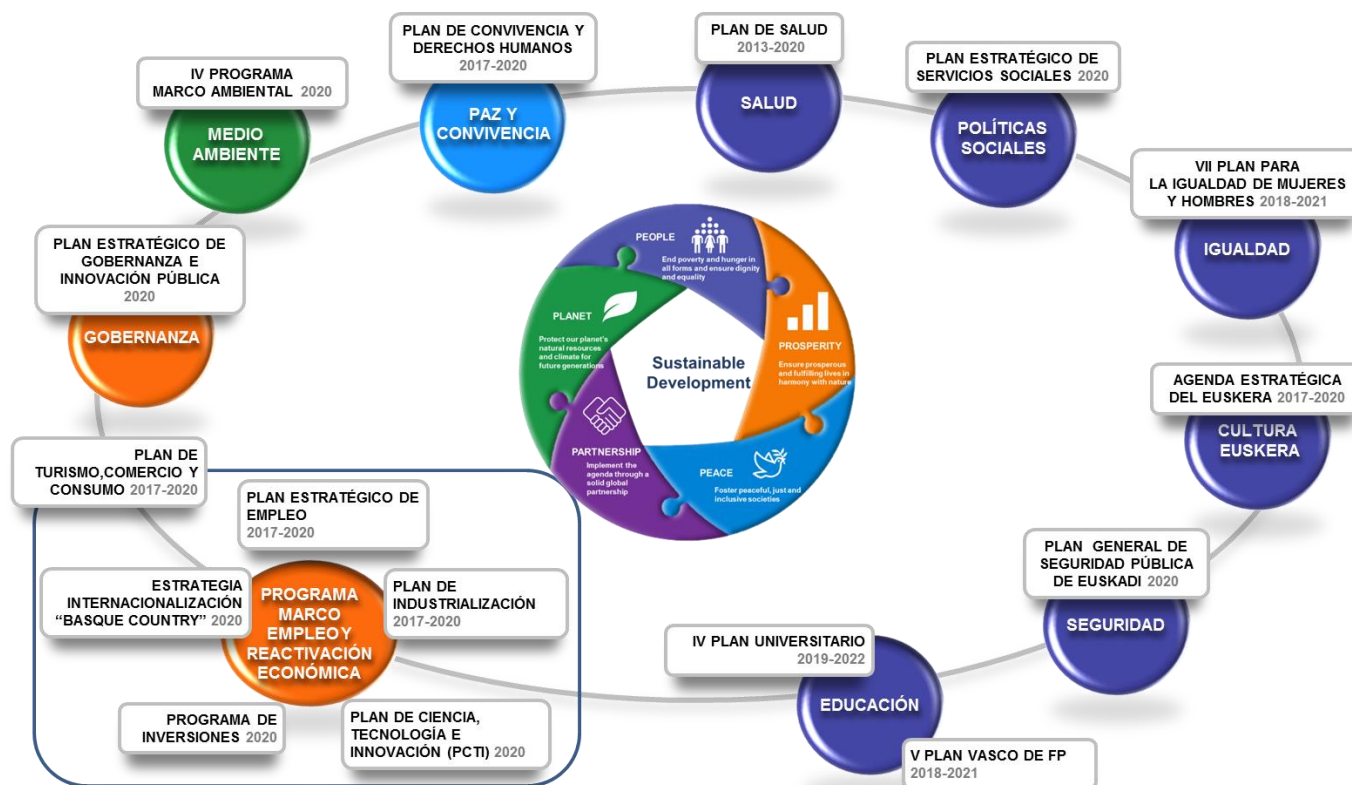 PLAN DE CONVIVENCIA Y
DERECHOS HUMANOS
2017-2020
PAZ Y
CONVIVENCIA
PLAN DE SALUD
2013-2020
SALUD
PLAN ESTRATÉGICO DE
SERVICIOS SOCIALES 2020
POLÍTICAS
SOCIALES
IV PROGRAMA
MARCO AMBIENTAL 2020
MEDIO
AMBIENTE
VII PLAN PARA
LA IGUALDAD DE MUJERES
Y HOMBRES 2018-2021
IGUALDAD
PLAN ESTRATÉGICO DE
GOBERNANZA E
INNOVACIÓN PÚBLICA
2020
GOBERNANZA
PEOPLE
End poverty and hunger in
all forms and ensure dignity
and equality
PLANET
Protect our planet's
natural resources
and climate for
future generations
PROSPERITY
Ensure prosperous
and fulfilling lives in
harmony with nature
Sustainable
Development
PARTNERSHIP
Implement the
agenda through a
solid global
partnership
PEACE
Foster peaceful, just and
inclusive societies
AGENDA ESTRATÉGICA
DEL EUSKERA 2017-2020
CULTURA
EUSKERA
PLAN DE
TURISMO,COMERCIO Y
CONSUMO 2017-2020
PLAN ESTRATÉGICO DE
EMPLEO
2017-2020
ESTRATEGIA
INTERNACIONALIZACIÓN
“BASQUE COUNTRY” 2020
PROGRAMA
MARCO
EMPLEO Y
REACTIVACIÓN
ECONÓMICA
PLAN DE
INDUSTRIALIZACIÓN
2017-2020
PROGRAMA DE
INVERSIONES 2020
PLAN DE CIENCIA,
TECNOLOGÍA E
INNOVACIÓN (PCTI) 2020
PLAN GENERAL DE
SEGURIDAD PÚBLICA
DE EUSKADI 2020
SEGURIDAD
IV PLAN UNIVERSITARIO
2019-2022
EDUCACIÓN
V PLAN VASCO DE FP
2018-2021